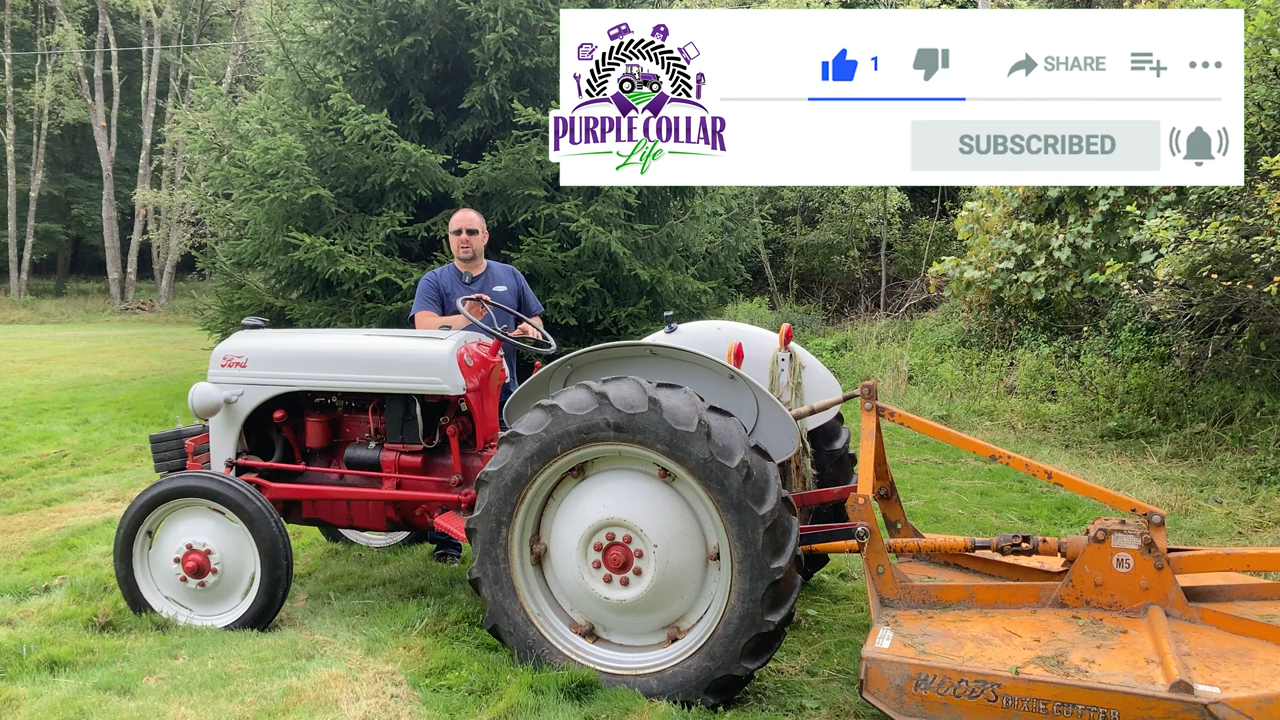 PURPLE COLLAR
Life
1
SHARE
SUBSCRIBED
Ford
M5
WOODS
DIXIE CUTTER